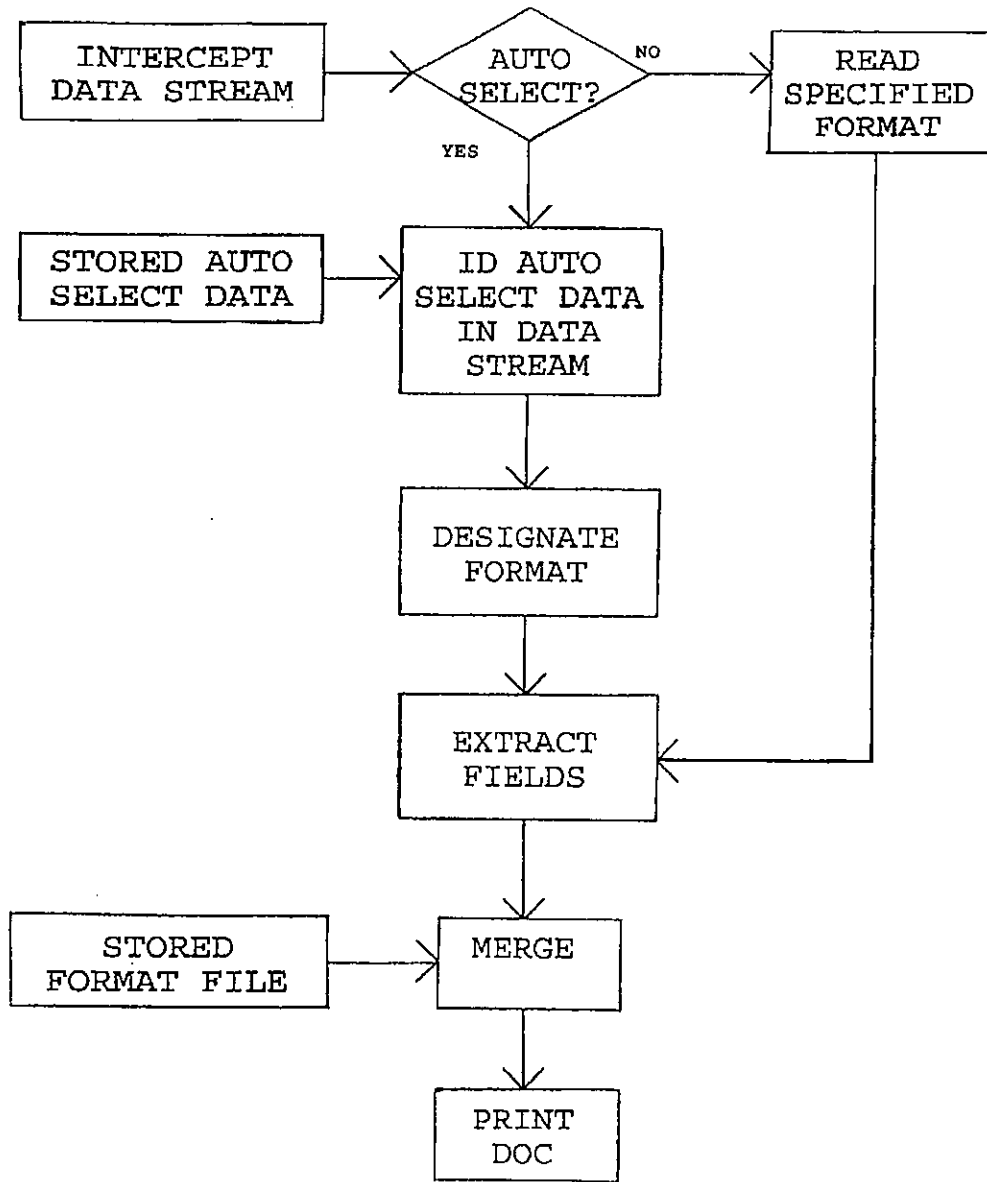 INTERCEPT
DATA STREAM
AUTO
SELECT?
NO
READ
SPECIFIED
FORMAT
YES
STORED AUTO
SELECT DATA
ID AUTO
SELECT DATA
IN DATA
STREAM
DESIGNATE
FORMAT
EXTRACT
FIELDS
STORED
FORMAT FILE
MERGE
PRINT
DOC